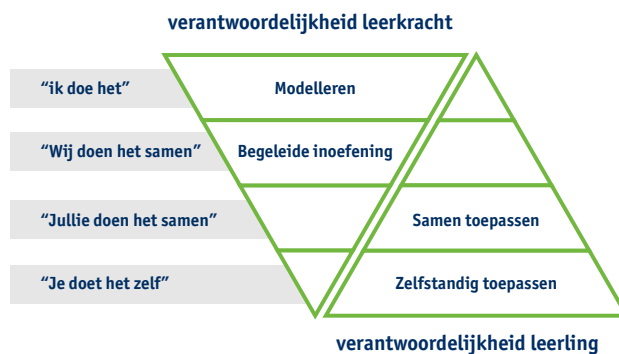 verantwoordelijkheid leerkracht
“ik doe het” Modelleren
“Wij doen het samen” Begeleide inoefening
“Jullie doen het samen” Samen toepassen
“Je doet het zelf” Zelfstandig toepassen
verantwoordelijkheid leerling